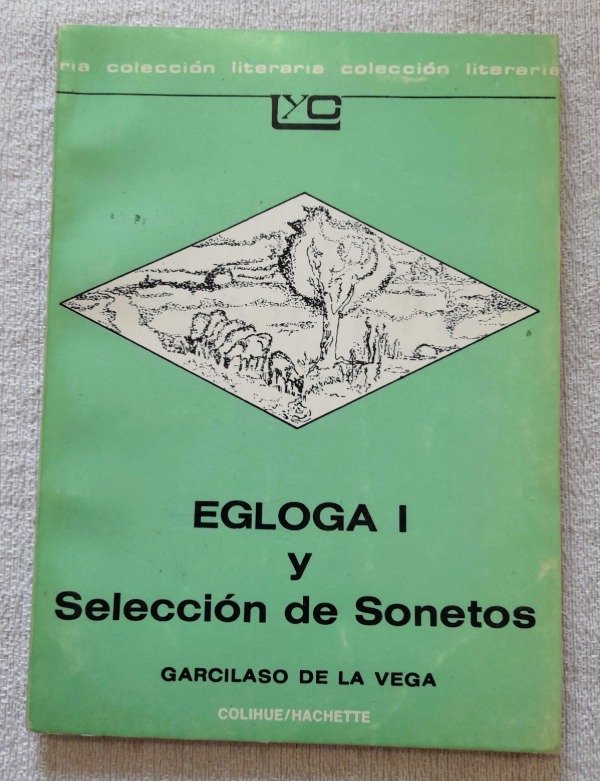 ria colección literaria colección literaria
LyC
EGLOGA I
y
Selección de Sonetos
GARCILASO DE LA VEGA
COLIHUE/HACHETTE